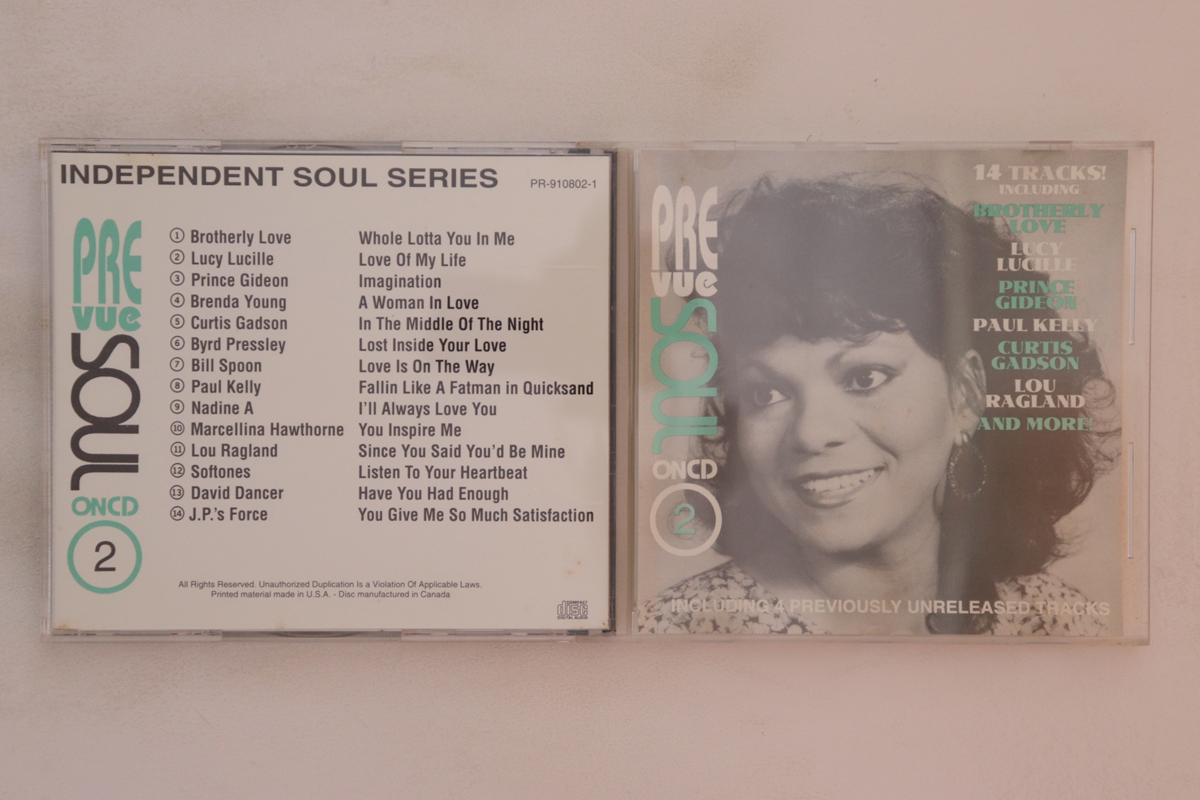 INDEPENDENT SOUL SERIES
PR-910802-1
PRE
VUE
SOUL
ON CD
2
1 Brotherly Love Whole Lotta You In Me
2 Lucy Lucille Love Of My Life
3 Prince Gideon Imagination
4 Brenda Young A Woman In Love
5 Curtis Gadson In The Middle Of The Night
6 Byrd Pressley Lost Inside Your Love
7 Bill Spoon Love Is On The Way
8 Paul Kelly Fallin Like A Fatman in Quicksand
9 Nadine A I'll Always Love You
10 Marcellina Hawthorne You Inspire Me
11 Lou Ragland Since You Said You'd Be Mine
12 Softones Listen To Your Heartbeat
13 David Dancer Have You Had Enough
14 J.P.'s Force You Give Me So Much Satisfaction
All Rights Reserved. Unauthorized Duplication Is a Violation Of Applicable Laws.
Printed material made in U.S.A. - Disc manufactured in Canada
COMPACT
disc
DIGITAL AUDIO
PRE
VUE
SOUL
ON CD
2
14 TRACKS!
INCLUDING
BROTHERLY
LOVE
LUCY
LUCILLE
PRINCE
GIDEON
PAUL KELLY
CURTIS
GADSON
LOU
RAGLAND
AND MORE!
INCLUDING 4 PREVIOUSLY UNRELEASED TRACKS